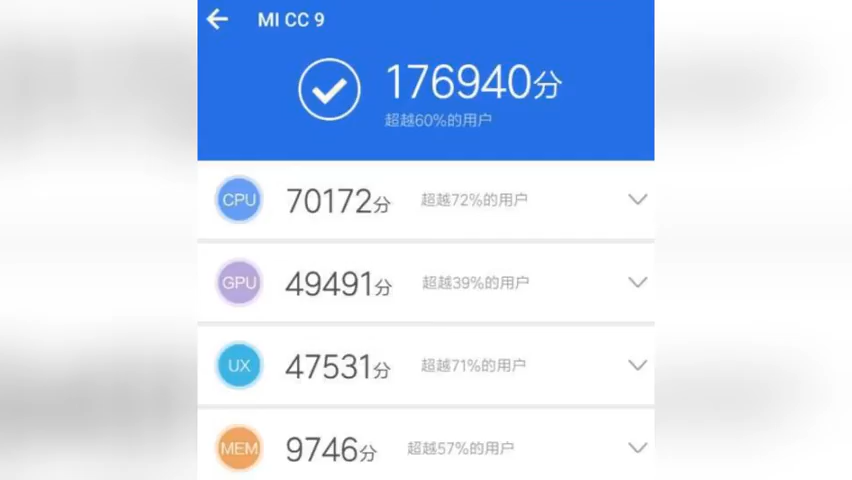 MI CC 9
176940分
超越60%的用户
CPU 70172分 超越72%的用户
GPU 49491分 超越39%的用户
UX 47531分 超越71%的用户
MEM 9746分 超越57%的用户